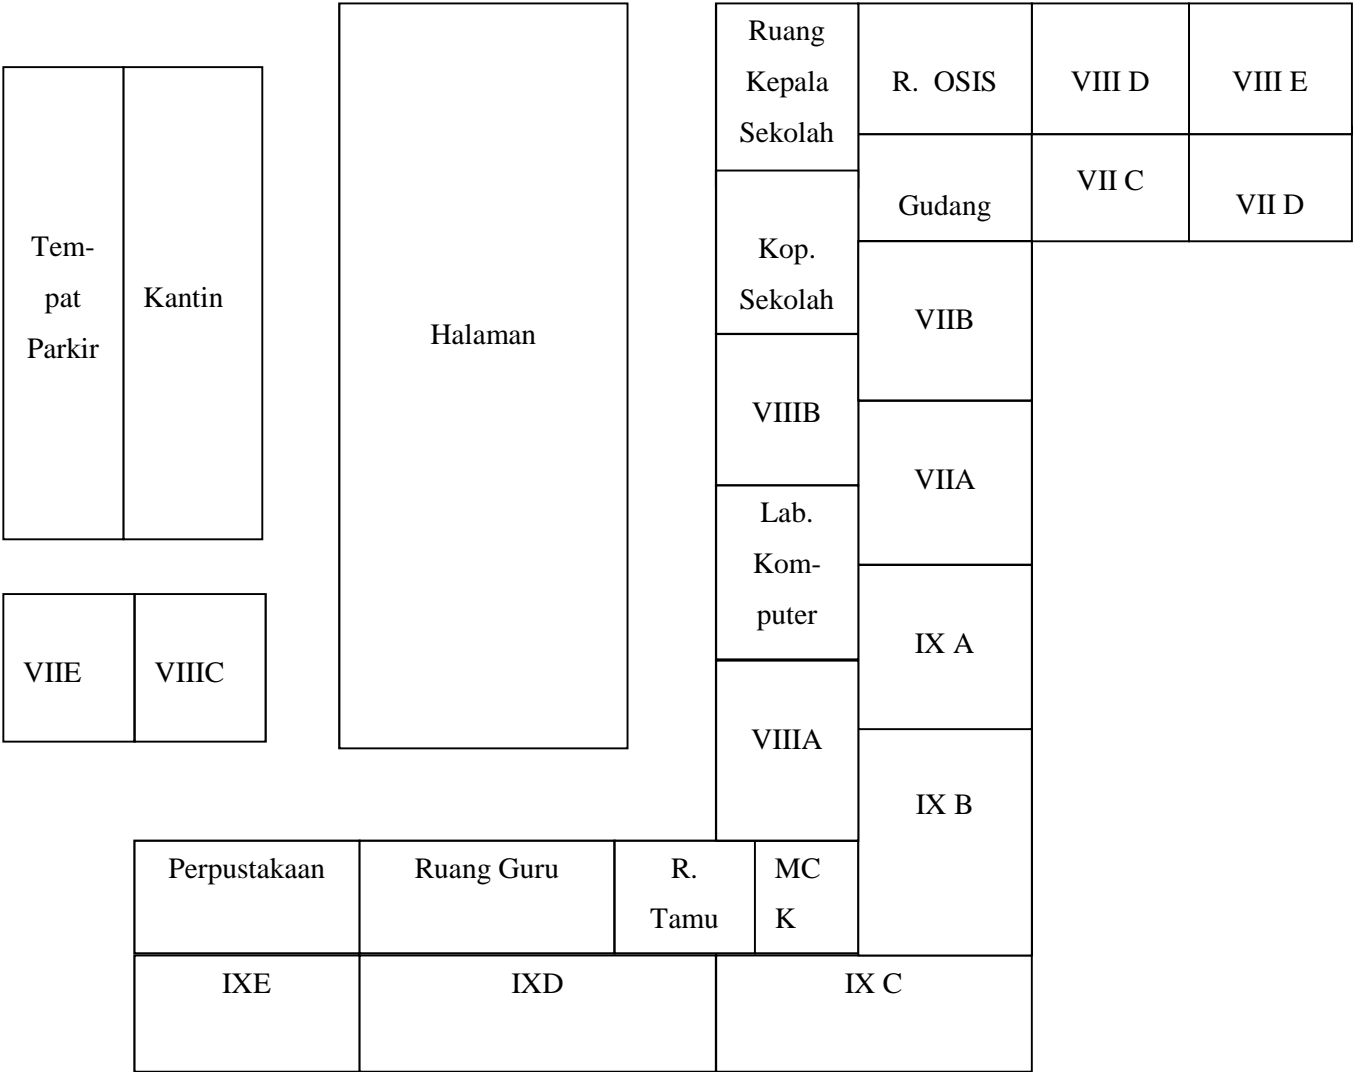 Tem-
pat
Parkir
Kantin
VIIE
VIIIC
Halaman
Ruang
Kepala
Sekolah
R. OSIS
VIII D
VIII E
Gudang
VII C
VII D
Kop.
Sekolah
VIIB
VIIIB
VIIA
Lab.
Kom-
puter
IX A
VIIIA
IX B
Perpustakaan
Ruang Guru
R.
Tamu
MC
K
IXE
IXD
IX C